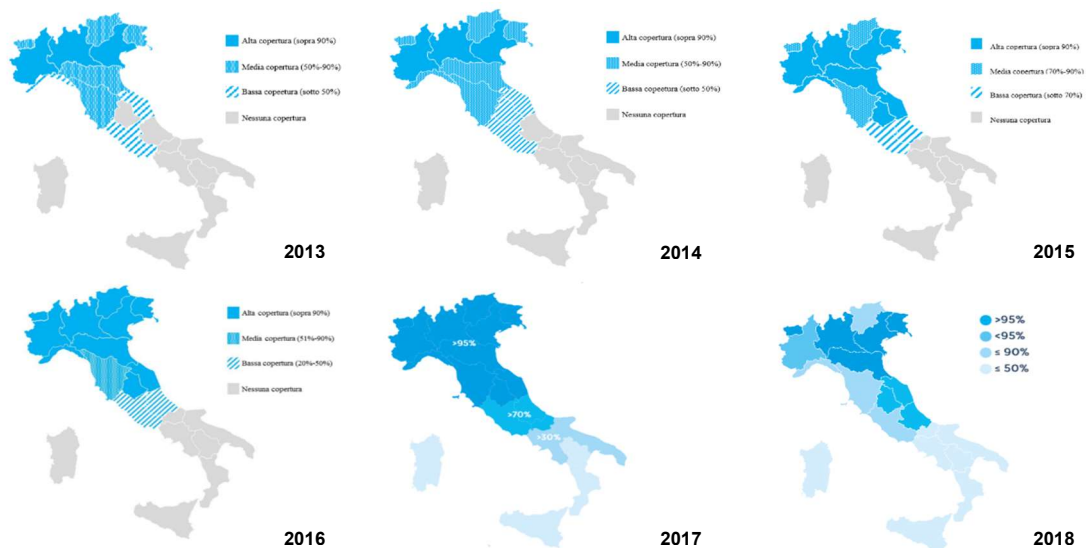 Alta copertura (sopra 90%)
Media copertura (50%-90%)
Bassa copeertura (sotto 50%)
Nessuna copertura
2013
Alta copertura (sopra 90%)
Media copertura (50%-90%)
Bassa copeertura (sotto 50%)
Nessuna copertura
2014
Alta copertura (sopra 90%)
Media copertura (70%-90%)
Bassa copertura (sotto 70%)
Nessuna copertura
2015
Alta copertura (sopra 90%)
Media copertura (51%-90%)
Bassa copertura (20%-50%)
Nessuna copertura
2016
>95%
>70%
>30%
2017
>95%
<95%
≤ 90%
≤ 50%
2018